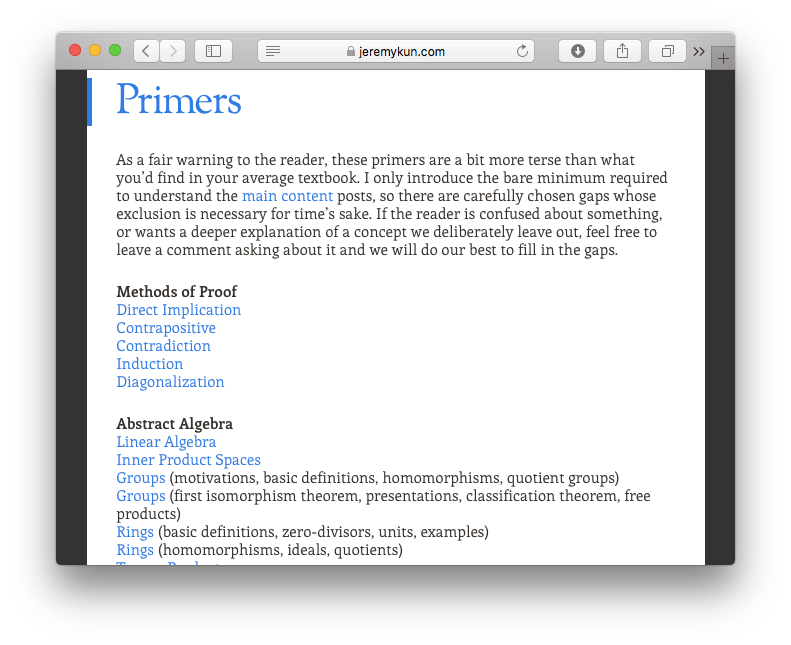 jeremykun.com
Primers
As a fair warning to the reader, these primers are a bit more terse than what
you'd find in your average textbook. I only introduce the bare minimum required
to understand the main content posts, so there are carefully chosen gaps whose
exclusion is necessary for time's sake. If the reader is confused about something,
or wants a deeper explanation of a concept we deliberately leave out, feel free to
leave a comment asking about it and we will do our best to fill in the gaps.
Methods of Proof
Direct Implication
Contrapositive
Contradiction
Induction
Diagonalization
Abstract Algebra
Linear Algebra
Inner Product Spaces
Groups (motivations, basic definitions, homomorphisms, quotient groups)
Groups (first isomorphism theorem, presentations, classification theorem, free
products)
Rings (basic definitions, zero-divisors, units, examples)
Rings (homomorphisms, ideals, quotients)